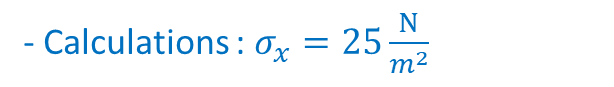 - Calculations : σₓ = 25 N/m²